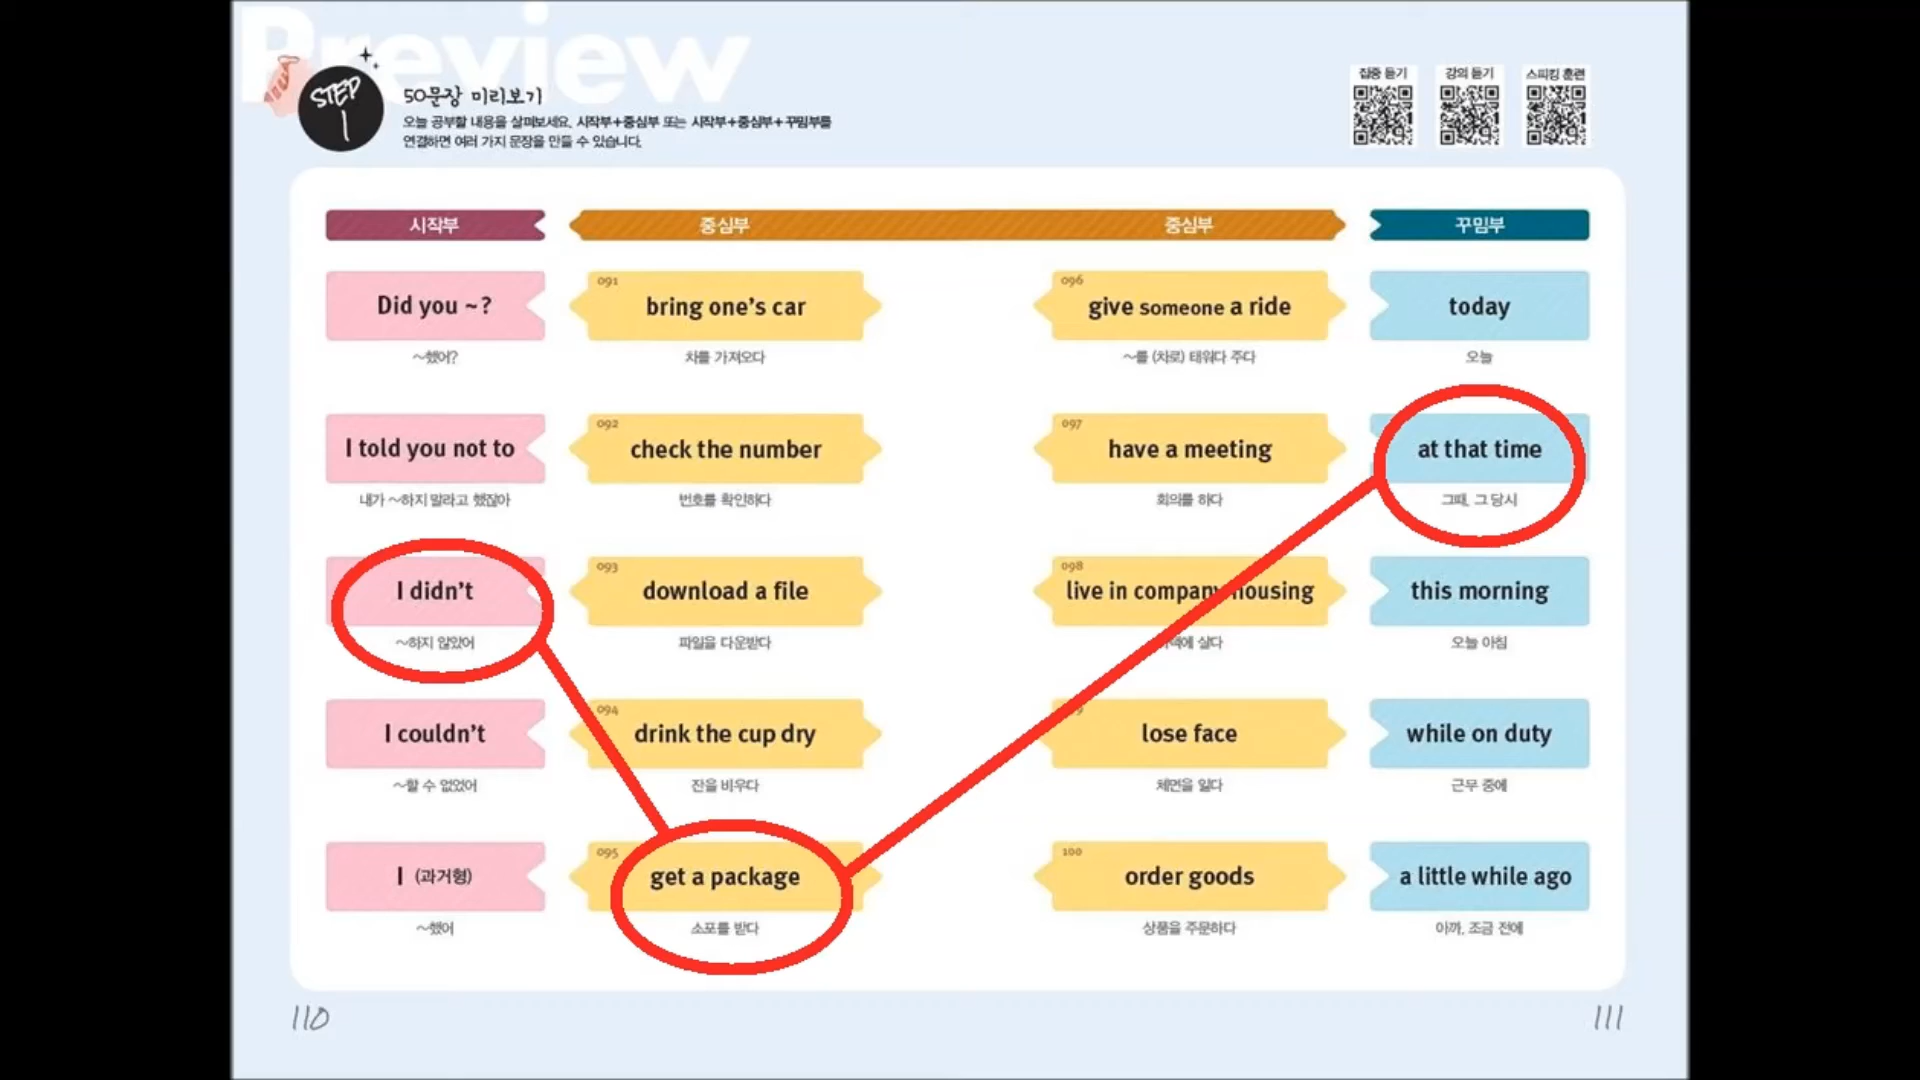 Preview
STEP
1
50문장 미리보기
오늘 공부할 내용을 살펴보세요. 시작부+중심부 또는 시작부+중심부+꾸밈부를
연결하면 여러 가지 문장을 만들 수 있습니다.
집중 듣기
강의 듣기
스피킹 훈련
시작부
중심부
중심부
꾸밈부
Did you ~?
~했어?
091
bring one's car
차를 가져오다
096
give someone a ride
~를 (차로) 태워다 주다
today
오늘
I told you not to
내가 ~하지 말라고 했잖아
092
check the number
번호를 확인하다
097
have a meeting
회의를 하다
at that time
그때, 그 당시
I didn't
~하지 않았어
093
download a file
파일을 다운받다
098
live in company housing
살다
this morning
오늘 아침
I couldn't
~할 수 없었어
094
drink the cup dry
잔을 비우다
lose face
체면을 잃다
while on duty
근무 중에
I (과거형)
~했어
095
get a package
소포를 받다
100
order goods
상품을 주문하다
a little while ago
아까, 조금 전에
110
111